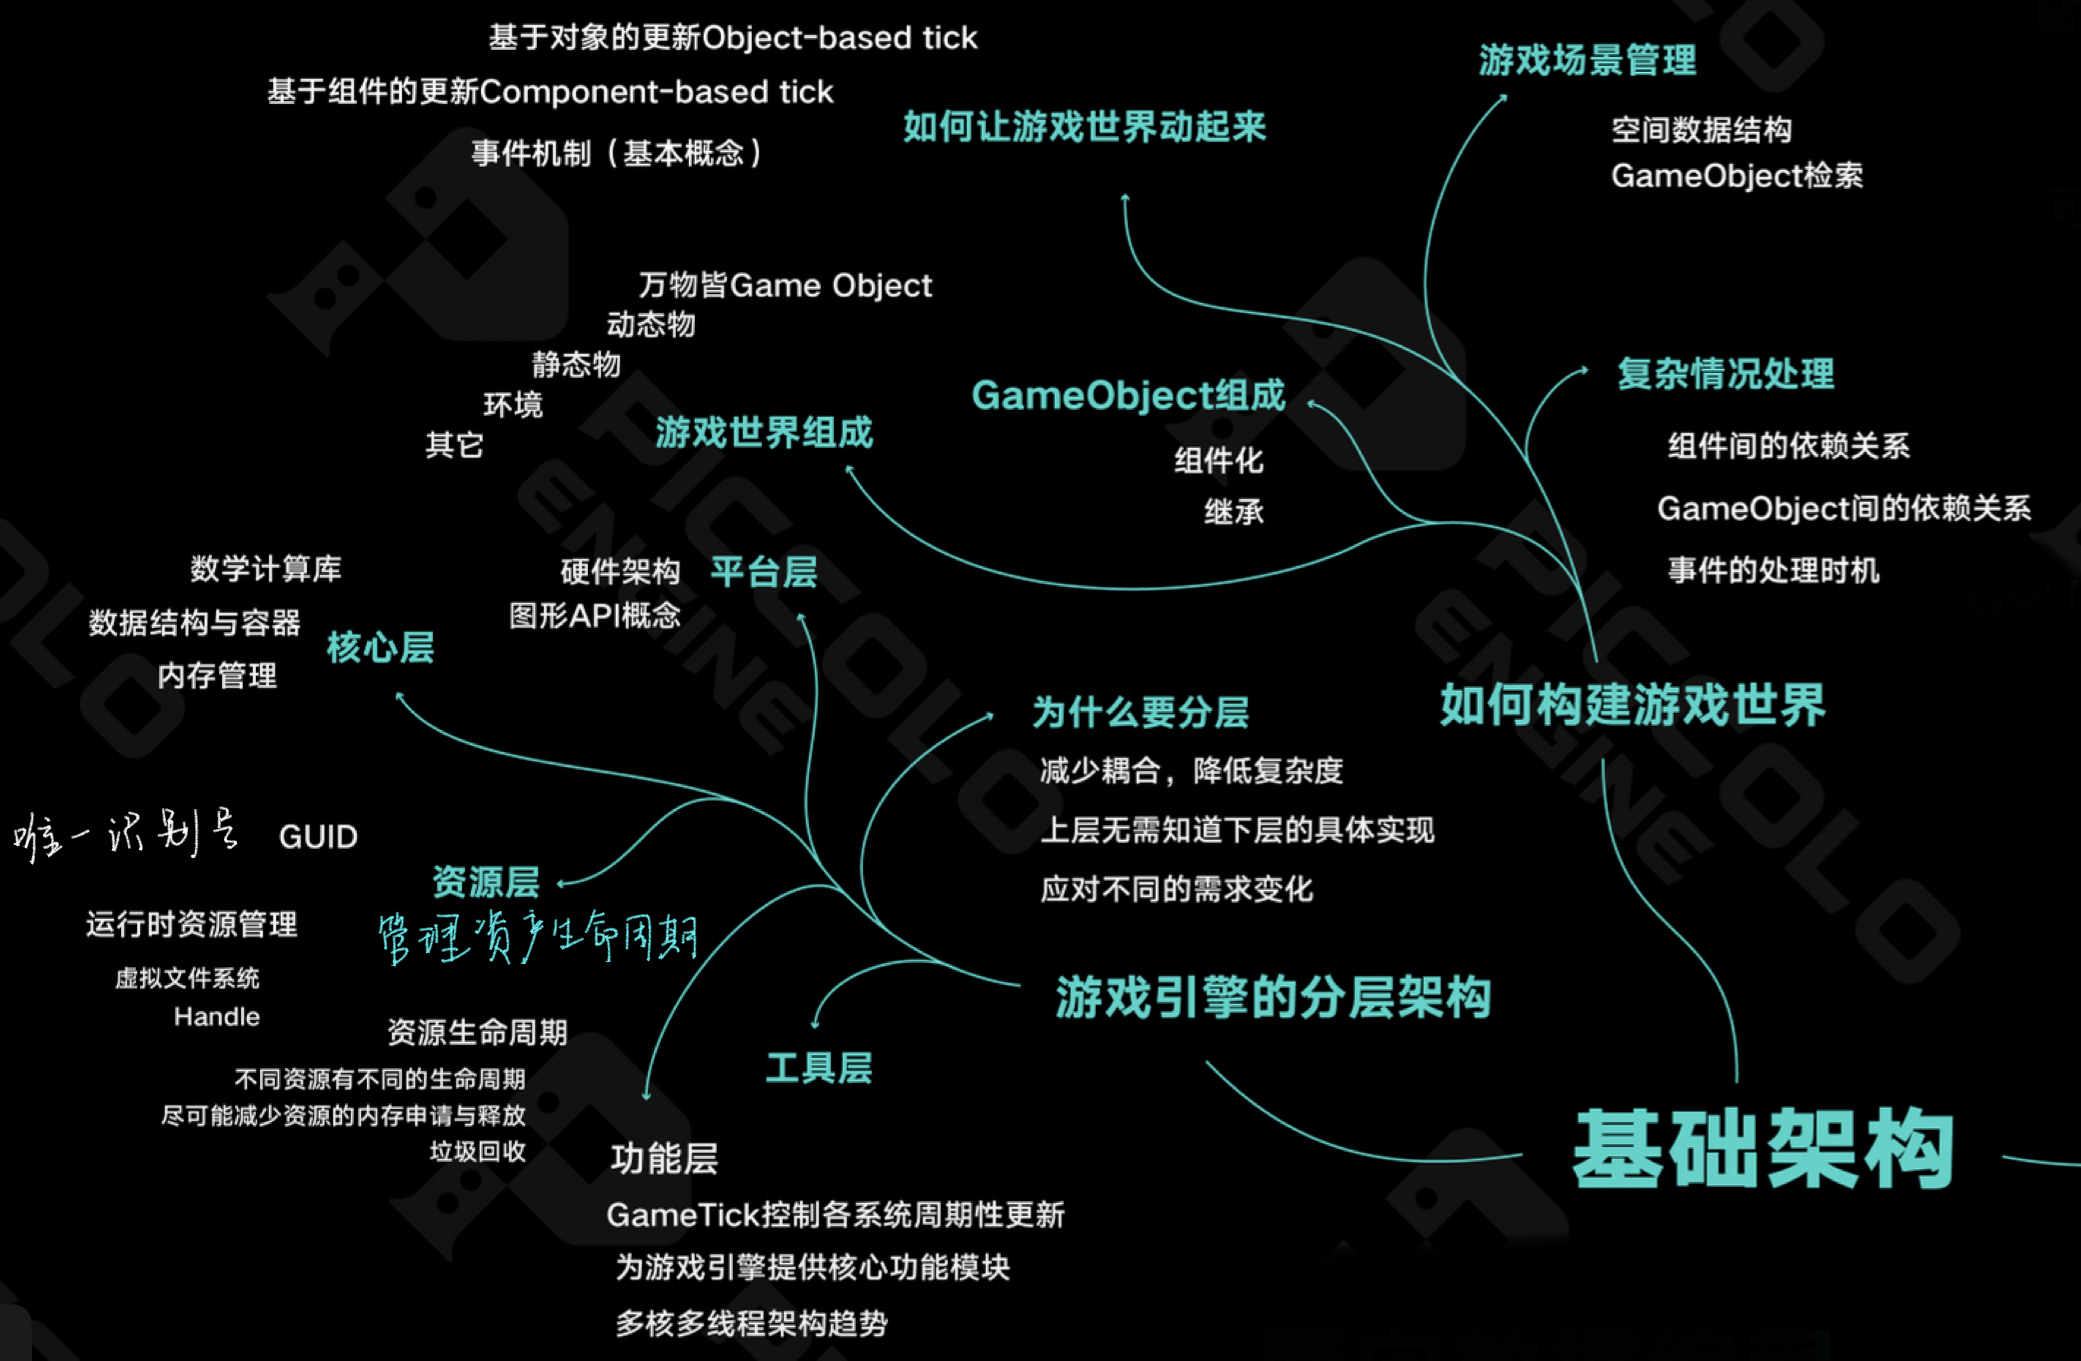 基于对象的更新Object-based tick
基于组件的更新Component-based tick
事件机制（基本概念）
如何让游戏世界动起来
游戏场景管理
空间数据结构
GameObject检索
万物皆Game Object
动态物
静态物
环境
其它
游戏世界组成
GameObject组成
组件化
继承
复杂情况处理
组件间的依赖关系
GameObject间的依赖关系
事件的处理时机
如何构建游戏世界
数学计算库
数据结构与容器
内存管理
核心层
硬件架构
图形API概念
平台层
为什么要分层
减少耦合，降低复杂度
上层无需知道下层的具体实现
应对不同的需求变化
唯一识别号
GUID
资源层
管理资产生命周期
运行时资源管理
虚拟文件系统
Handle
资源生命周期
不同资源有不同的生命周期
尽可能减少资源的内存申请与释放
垃圾回收
工具层
游戏引擎的分层架构
功能层
GameTick控制各系统周期性更新
为游戏引擎提供核心功能模块
多核多线程架构趋势
基础架构
PICCOLO
ENGINE
PICCOLO
ENGINE